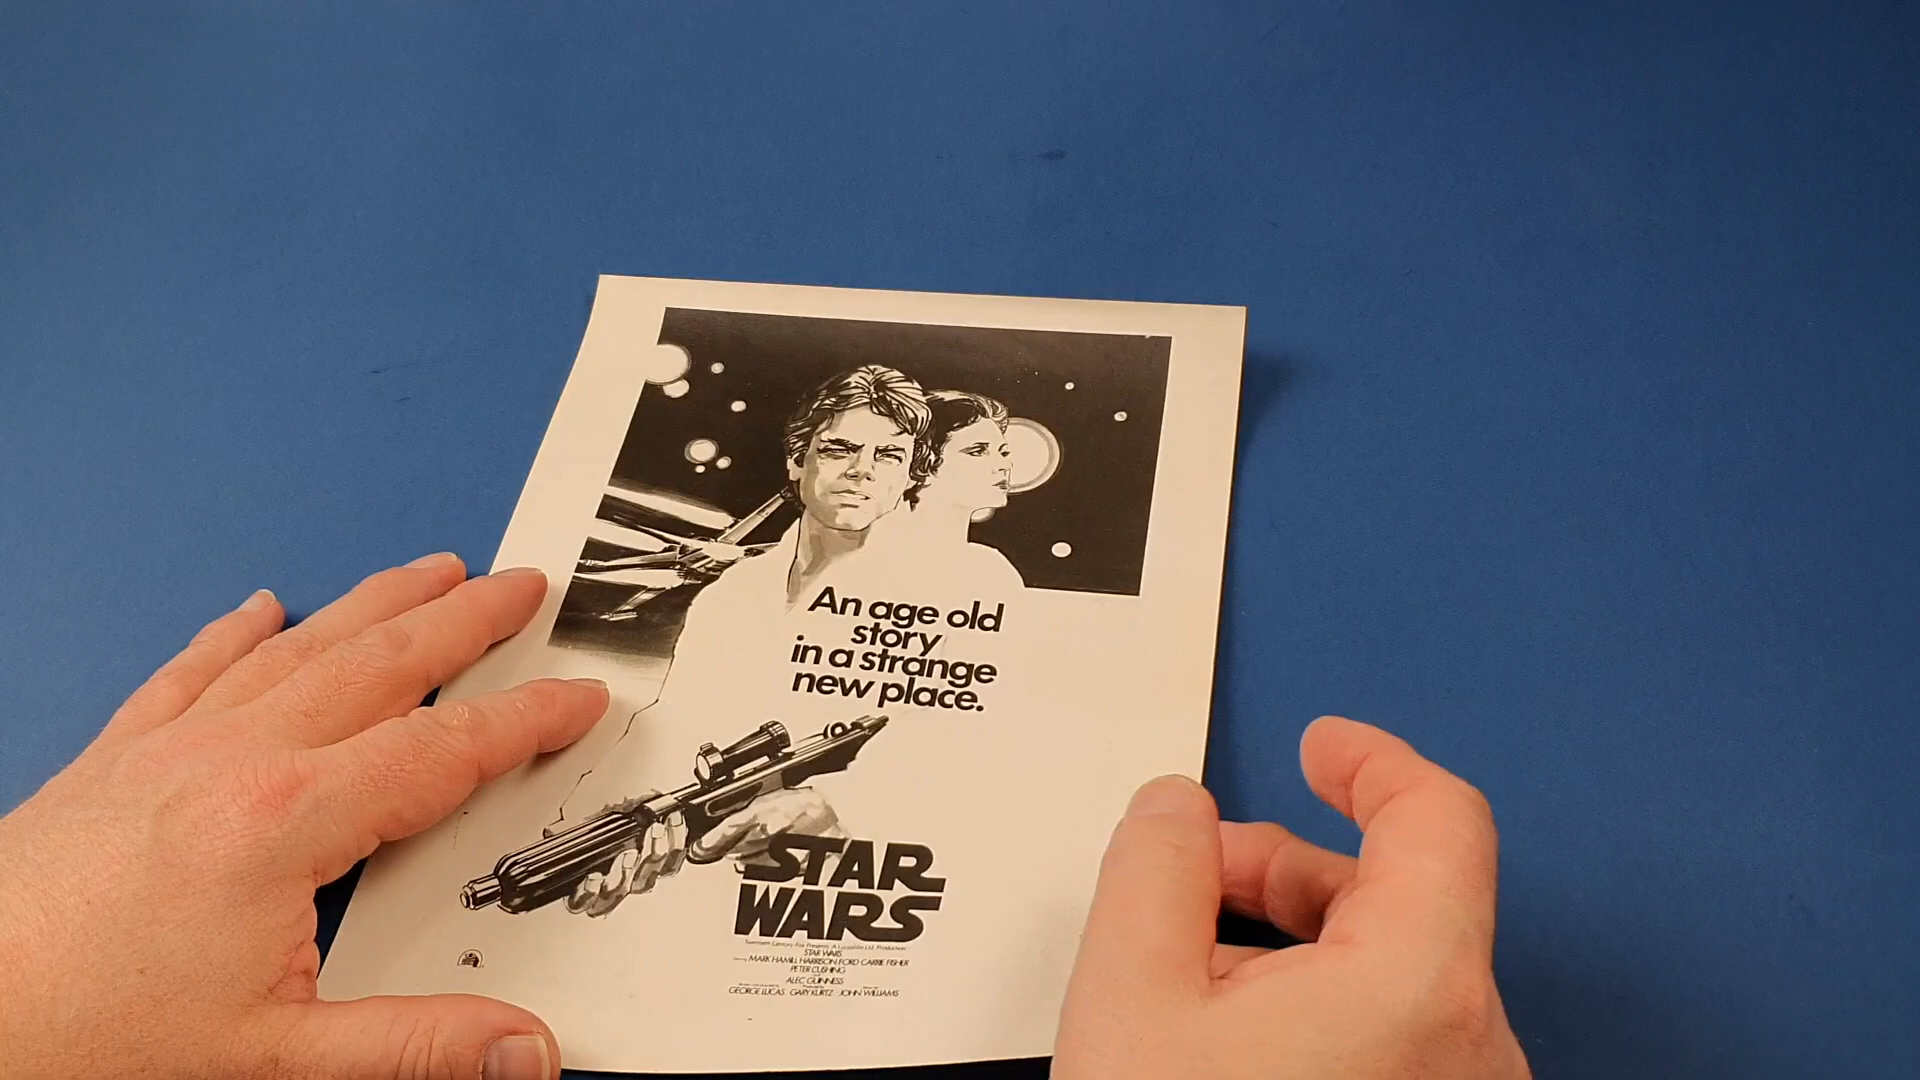 An age old
story
in a strange
new place.
STAR
WARS
Twentieth Century Fox Presents A Lucasfilm Ltd. Production
STAR WARS
MARK HAMILL HARRISON FORD CARRIE FISHER
PETER CUSHING
ALEC GUINNESS
GEORGE LUCAS GARY KURTZ JOHN WILLIAMS